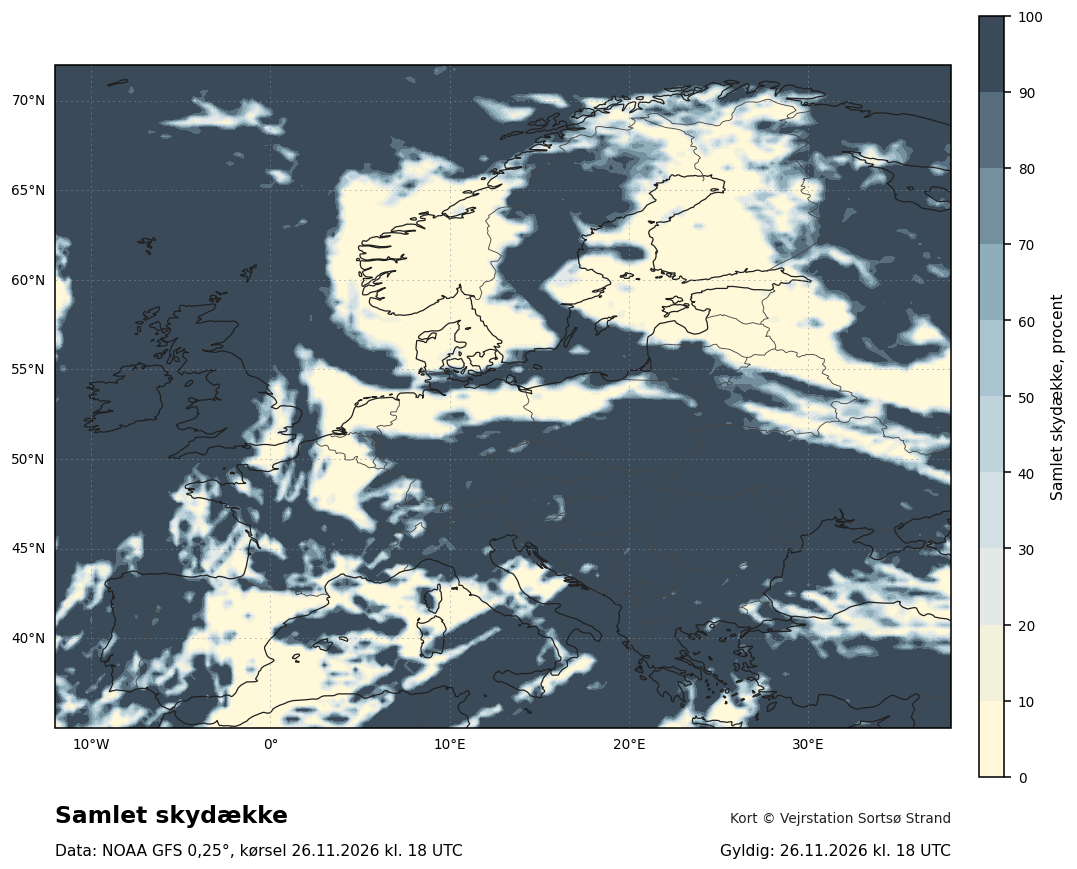 70°N
65°N
60°N
55°N
50°N
45°N
40°N
10°W
0°
10°E
20°E
30°E
100
90
80
70
60
50
40
30
20
10
0
Samlet skydække, procent
Samlet skydække
Kort © Vejrstation Sortsø Strand
Data: NOAA GFS 0,25°, kørsel 26.11.2026 kl. 18 UTC
Gyldig: 26.11.2026 kl. 18 UTC